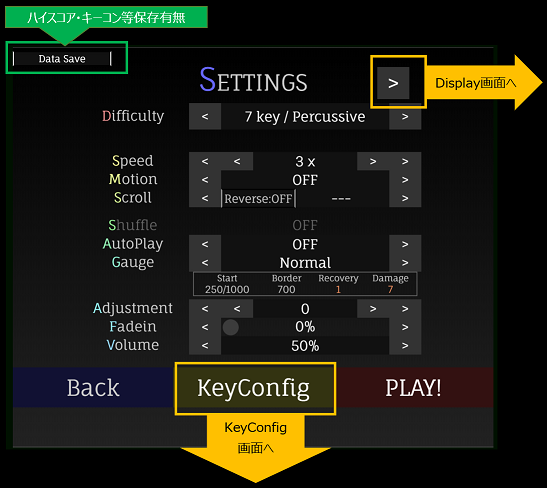 ハイスコア・キーコン等保存有無
Data Save
SETTINGS
>
Display画面へ
Difficulty < 7 key / Percussive >
Speed < < 3 x > >
Motion < OFF >
Scroll < Reverse:OFF --- >
Shuffle OFF
AutoPlay < OFF >
Gauge < Normal >
Start Border Recovery Damage
250/1000 700 1 7
Adjustment < < 0 > >
Fadein < 0% >
Volume < 50% >
Back KeyConfig PLAY!
KeyConfig
画面へ